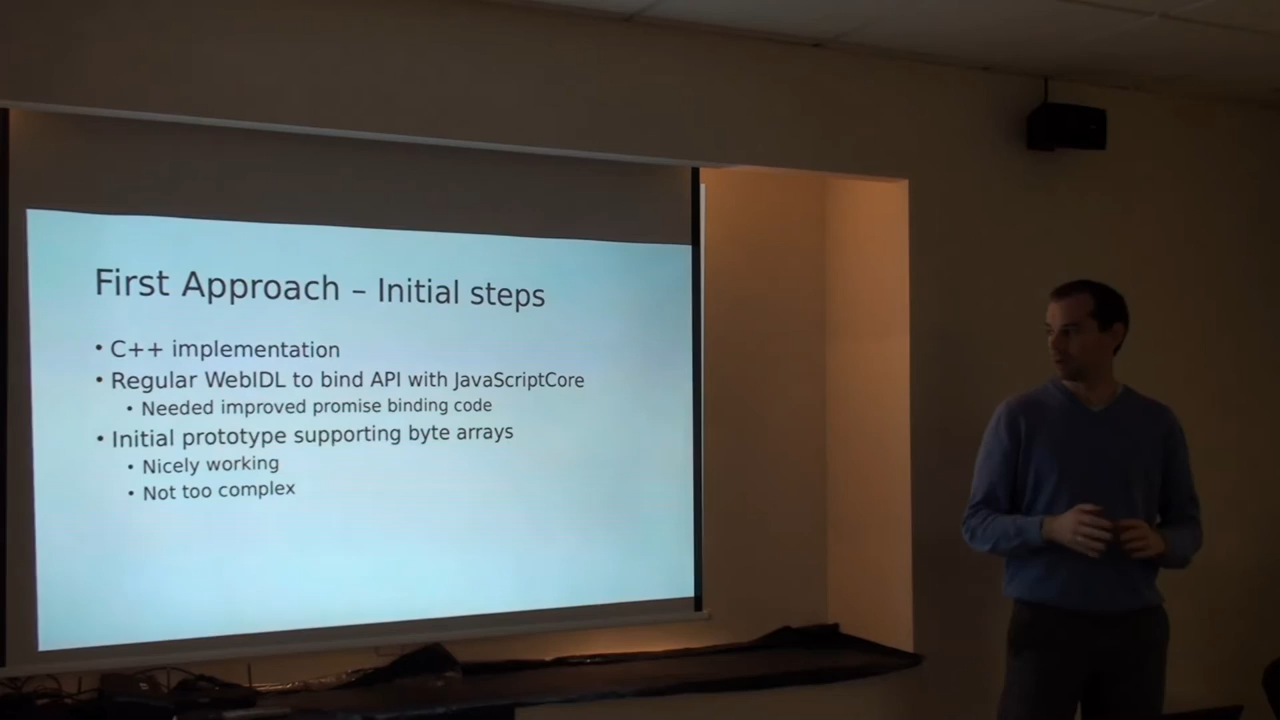 First Approach – Initial steps
• C++ implementation
• Regular WebIDL to bind API with JavaScriptCore
• Needed improved promise binding code
• Initial prototype supporting byte arrays
• Nicely working
• Not too complex